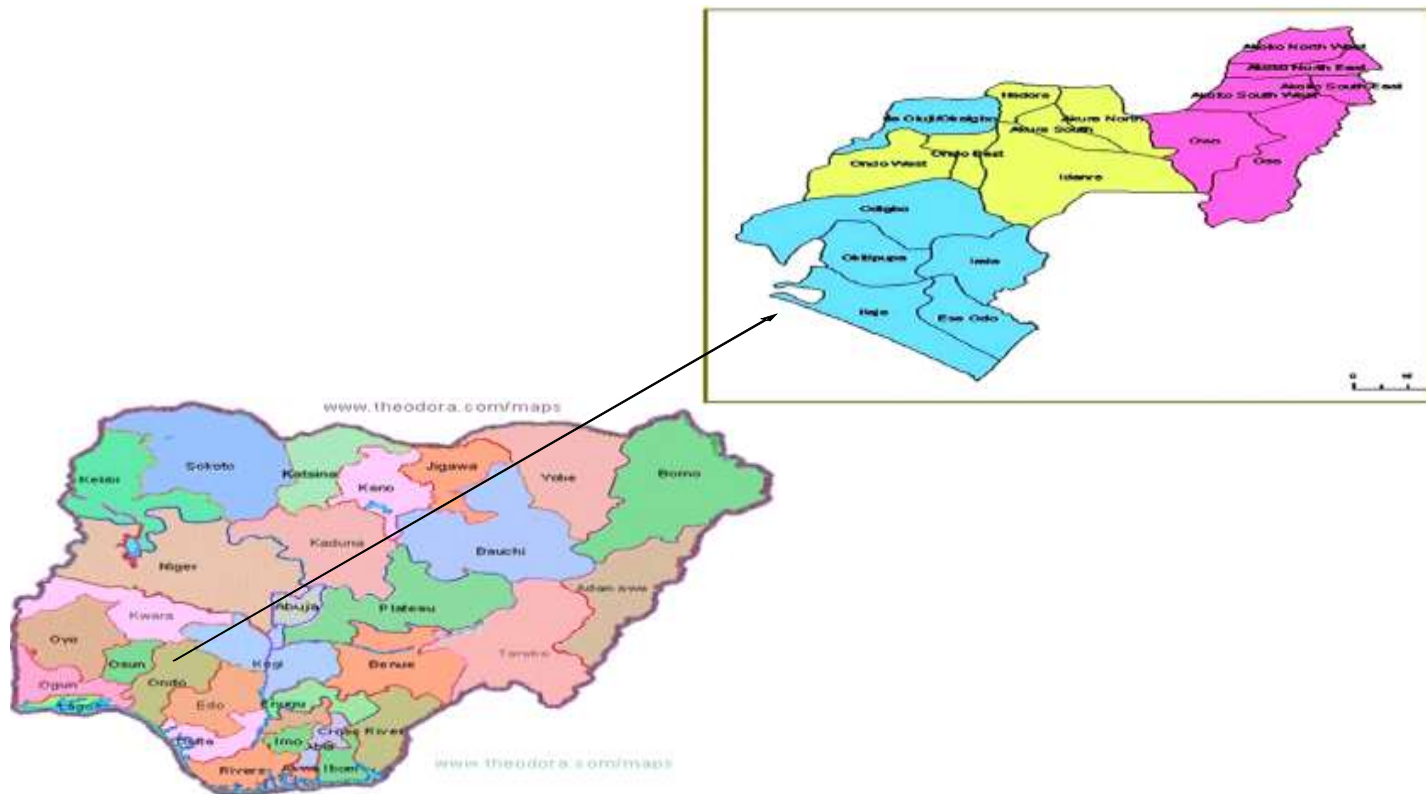 Akoko North West
Akoko North East
Akoko South East
Akoko South West
Ifedore
Ile Oluji/Okeigbo
Akure North
Akure South
Owo
Ose
Ondo East
Ondo West
Idanre
Odigbo
Okitipupa
Irele
Ilaje
Ese Odo
0
www.theodora.com/maps
Sokoto
Katsina
Jigawa
Kebbi
Kano
Yobe
Borno
Kaduna
Bauchi
Niger
Adamawa
Abuja
Plateau
Kwara
Oyo
Osun
Kogi
Benue
Taraba
Ogun
Ondo
Lagos
Edo
Enugu
Delta
Imo
Abia
Cross River
Rivers
Akwa Ibom
www.theodora.com/maps